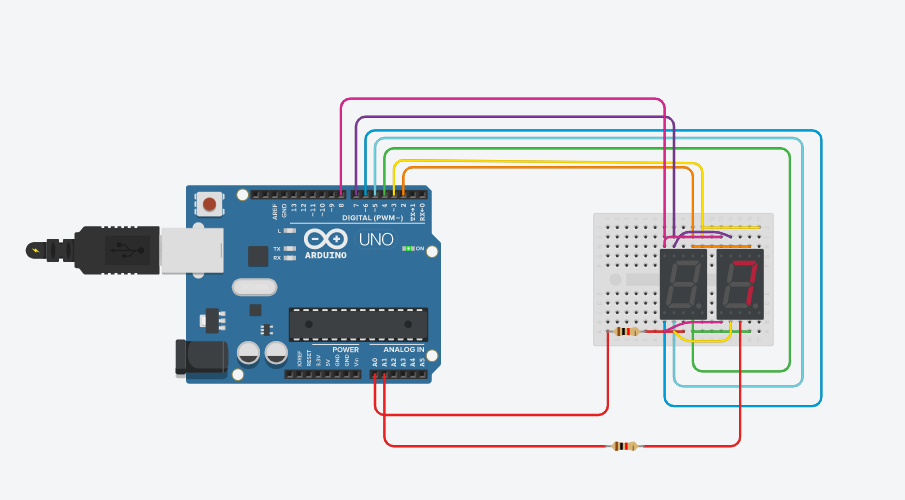 AREF
GND
13
12
~11
~10
~9
8
7
~6
~5
4
~3
2
TX→1
RX←0
DIGITAL (PWM~)
L
TX
RX
ARDUINO
UNO
ON
POWER
ANALOG IN
IOREF
RESET
3.3V
5V
GND
GND
Vin
A0
A1
A2
A3
A4
A5